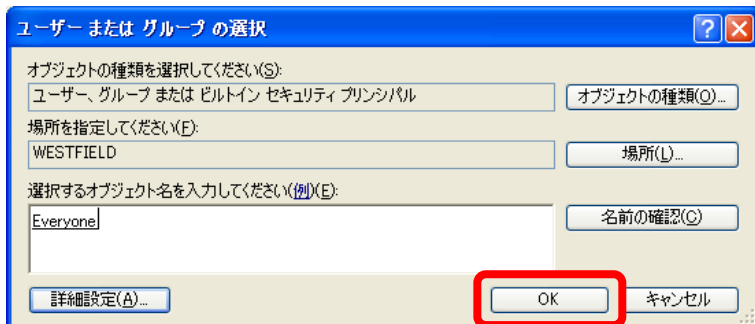 ユーザー または グループ の選択
オブジェクトの種類を選択してください(S):
ユーザー、グループ または ビルトイン セキュリティ プリンシパル
オブジェクトの種類(O)...
場所を指定してください(F):
WESTFIELD
場所(L)...
選択するオブジェクト名を入力してください(例)(E):
Everyone
名前の確認(C)
詳細設定(A)...
OK
キャンセル